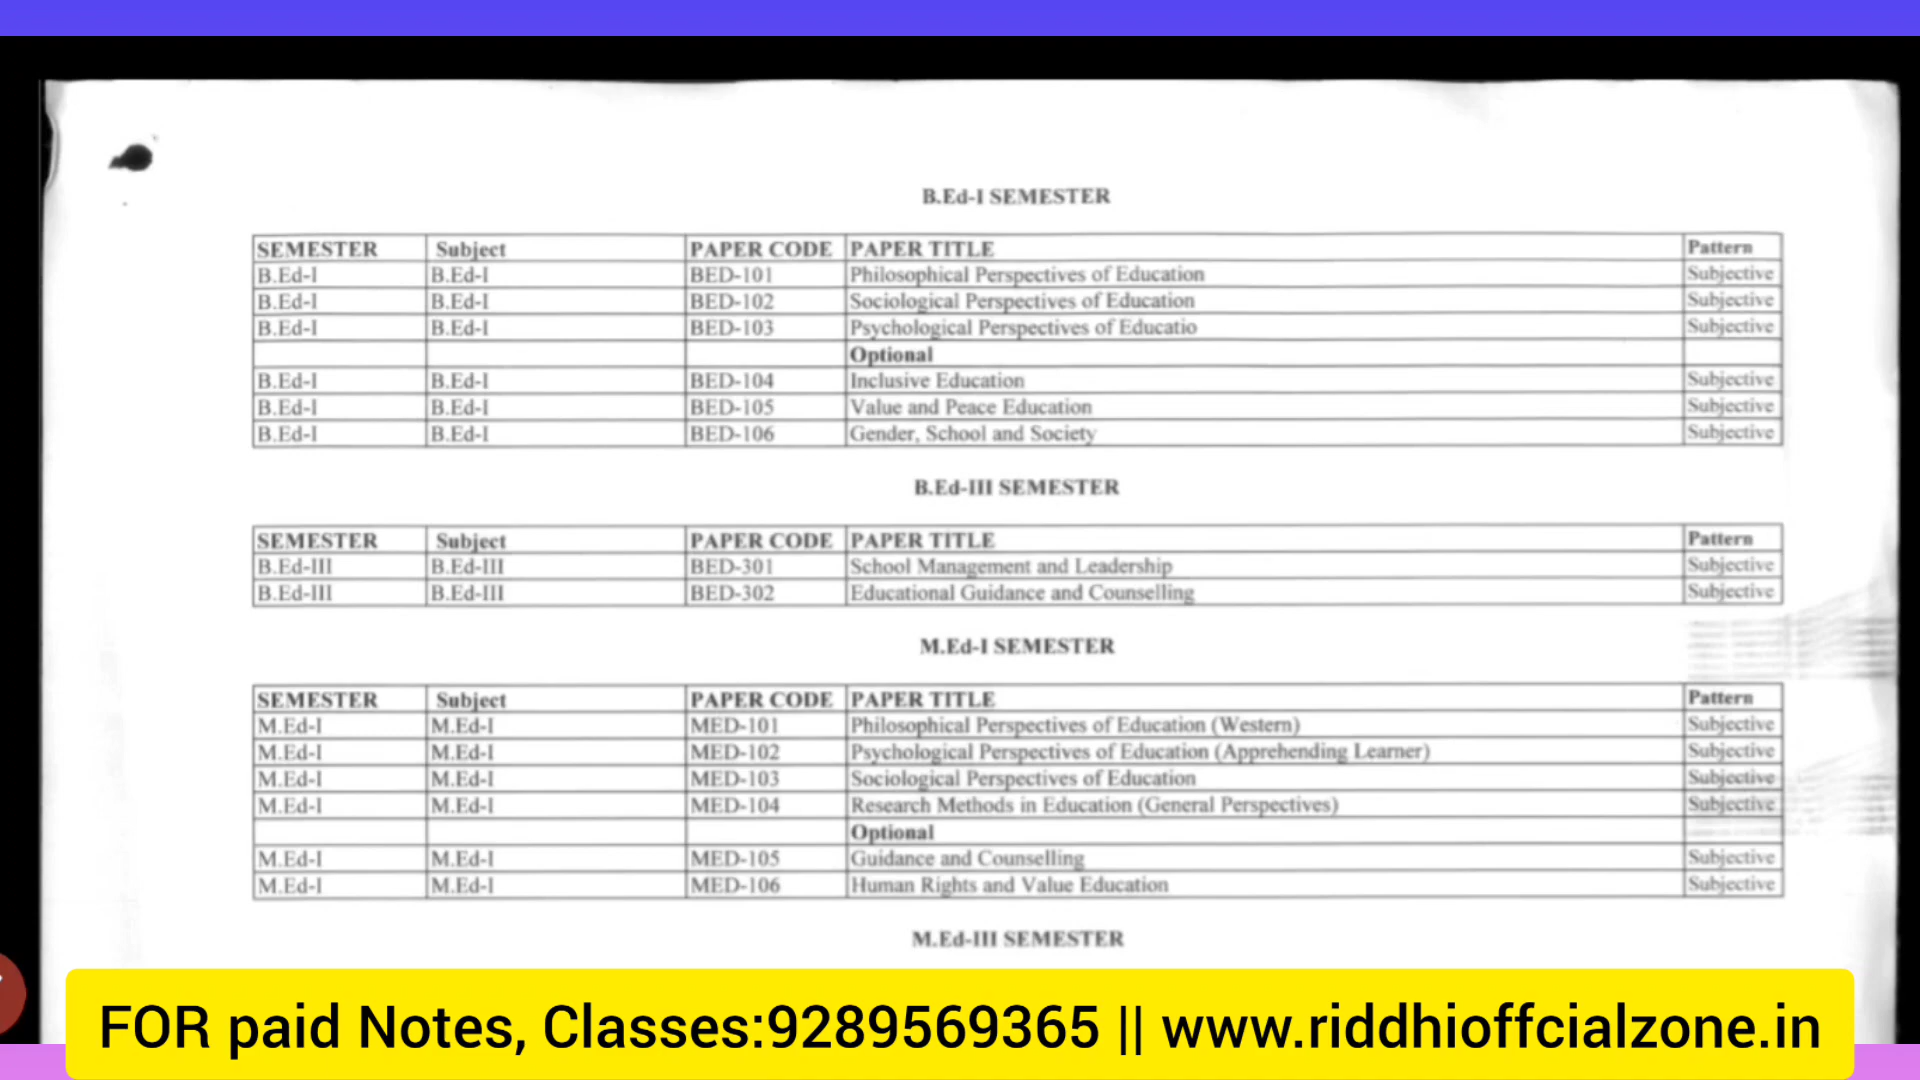 B.Ed-I SEMESTER
SEMESTER Subject PAPER CODE PAPER TITLE Pattern
B.Ed-I B.Ed-I BED-101 Philosophical Perspectives of Education Subjective
B.Ed-I B.Ed-I BED-102 Sociological Perspectives of Education Subjective
B.Ed-I B.Ed-I BED-103 Psychological Perspectives of Educatio Subjective
Optional
B.Ed-I B.Ed-I BED-104 Inclusive Education Subjective
B.Ed-I B.Ed-I BED-105 Value and Peace Education Subjective
B.Ed-I B.Ed-I BED-106 Gender, School and Society Subjective
B.Ed-III SEMESTER
SEMESTER Subject PAPER CODE PAPER TITLE Pattern
B.Ed-III B.Ed-III BED-301 School Management and Leadership Subjective
B.Ed-III B.Ed-III BED-302 Educational Guidance and Counselling Subjective
M.Ed-I SEMESTER
SEMESTER Subject PAPER CODE PAPER TITLE Pattern
M.Ed-I M.Ed-I MED-101 Philosophical Perspectives of Education (Western) Subjective
M.Ed-I M.Ed-I MED-102 Psychological Perspectives of Education (Apprehending Learner) Subjective
M.Ed-I M.Ed-I MED-103 Sociological Perspectives of Education Subjective
M.Ed-I M.Ed-I MED-104 Research Methods in Education (General Perspectives) Subjective
Optional
M.Ed-I M.Ed-I MED-105 Guidance and Counselling Subjective
M.Ed-I M.Ed-I MED-106 Human Rights and Value Education Subjective
M.Ed-III SEMESTER
FOR paid Notes, Classes:9289569365 || www.riddhioffcialzone.in